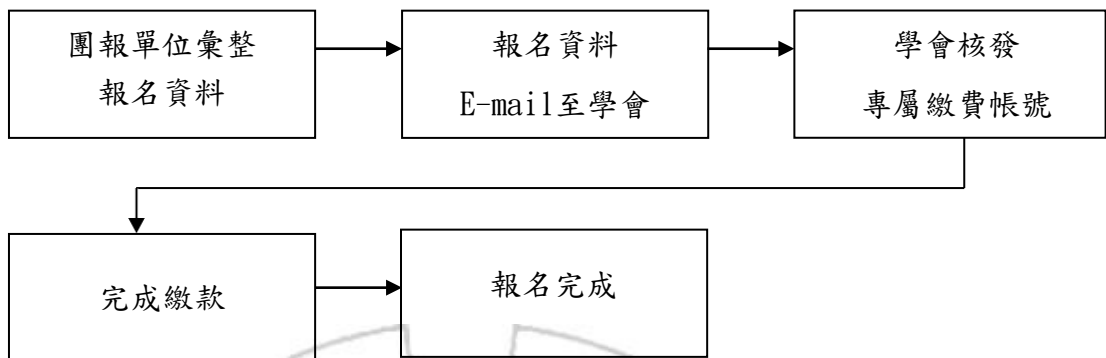 團報單位彙整
報名資料
報名資料
E-mail至學會
學會核發
專屬繳費帳號
完成繳款
報名完成